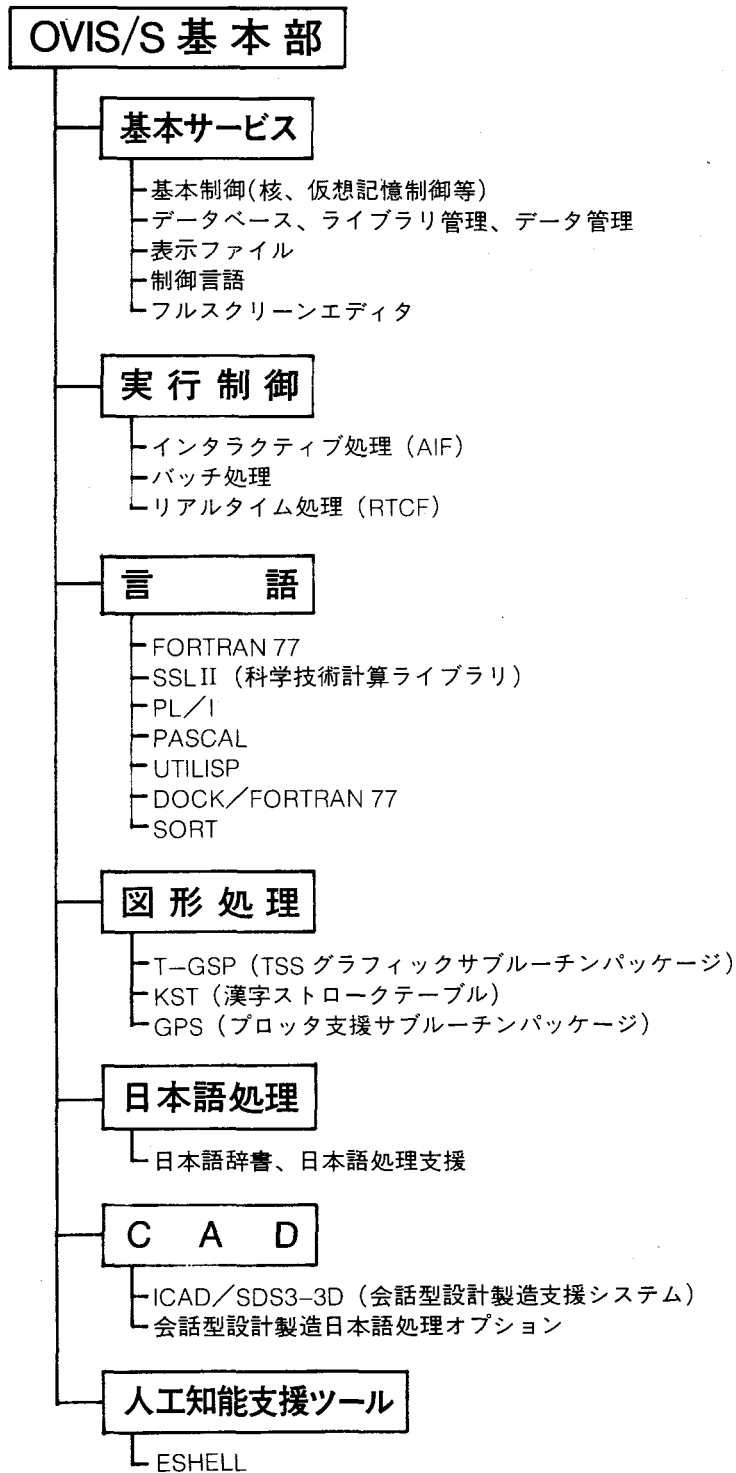 OVIS/S 基本部
基本サービス
基本制御(核、仮想記憶制御等)
データベース、ライブラリ管理、データ管理
表示ファイル
制御言語
フルスクリーンエディタ
実行制御
インタラクティブ処理（AIF）
バッチ処理
リアルタイム処理（RTCF）
言語
FORTRAN 77
SSLⅡ（科学技術計算ライブラリ）
PL／I
PASCAL
UTILISP
DOCK／FORTRAN 77
SORT
図形処理
T–GSP（TSS グラフィックサブルーチンパッケージ）
KST（漢字ストロークテーブル）
GPS（プロッタ支援サブルーチンパッケージ）
日本語処理
日本語辞書、日本語処理支援
CAD
ICAD／SDS3–3D（会話型設計製造支援システム）
会話型設計製造日本語処理オプション
人工知能支援ツール
ESHELL